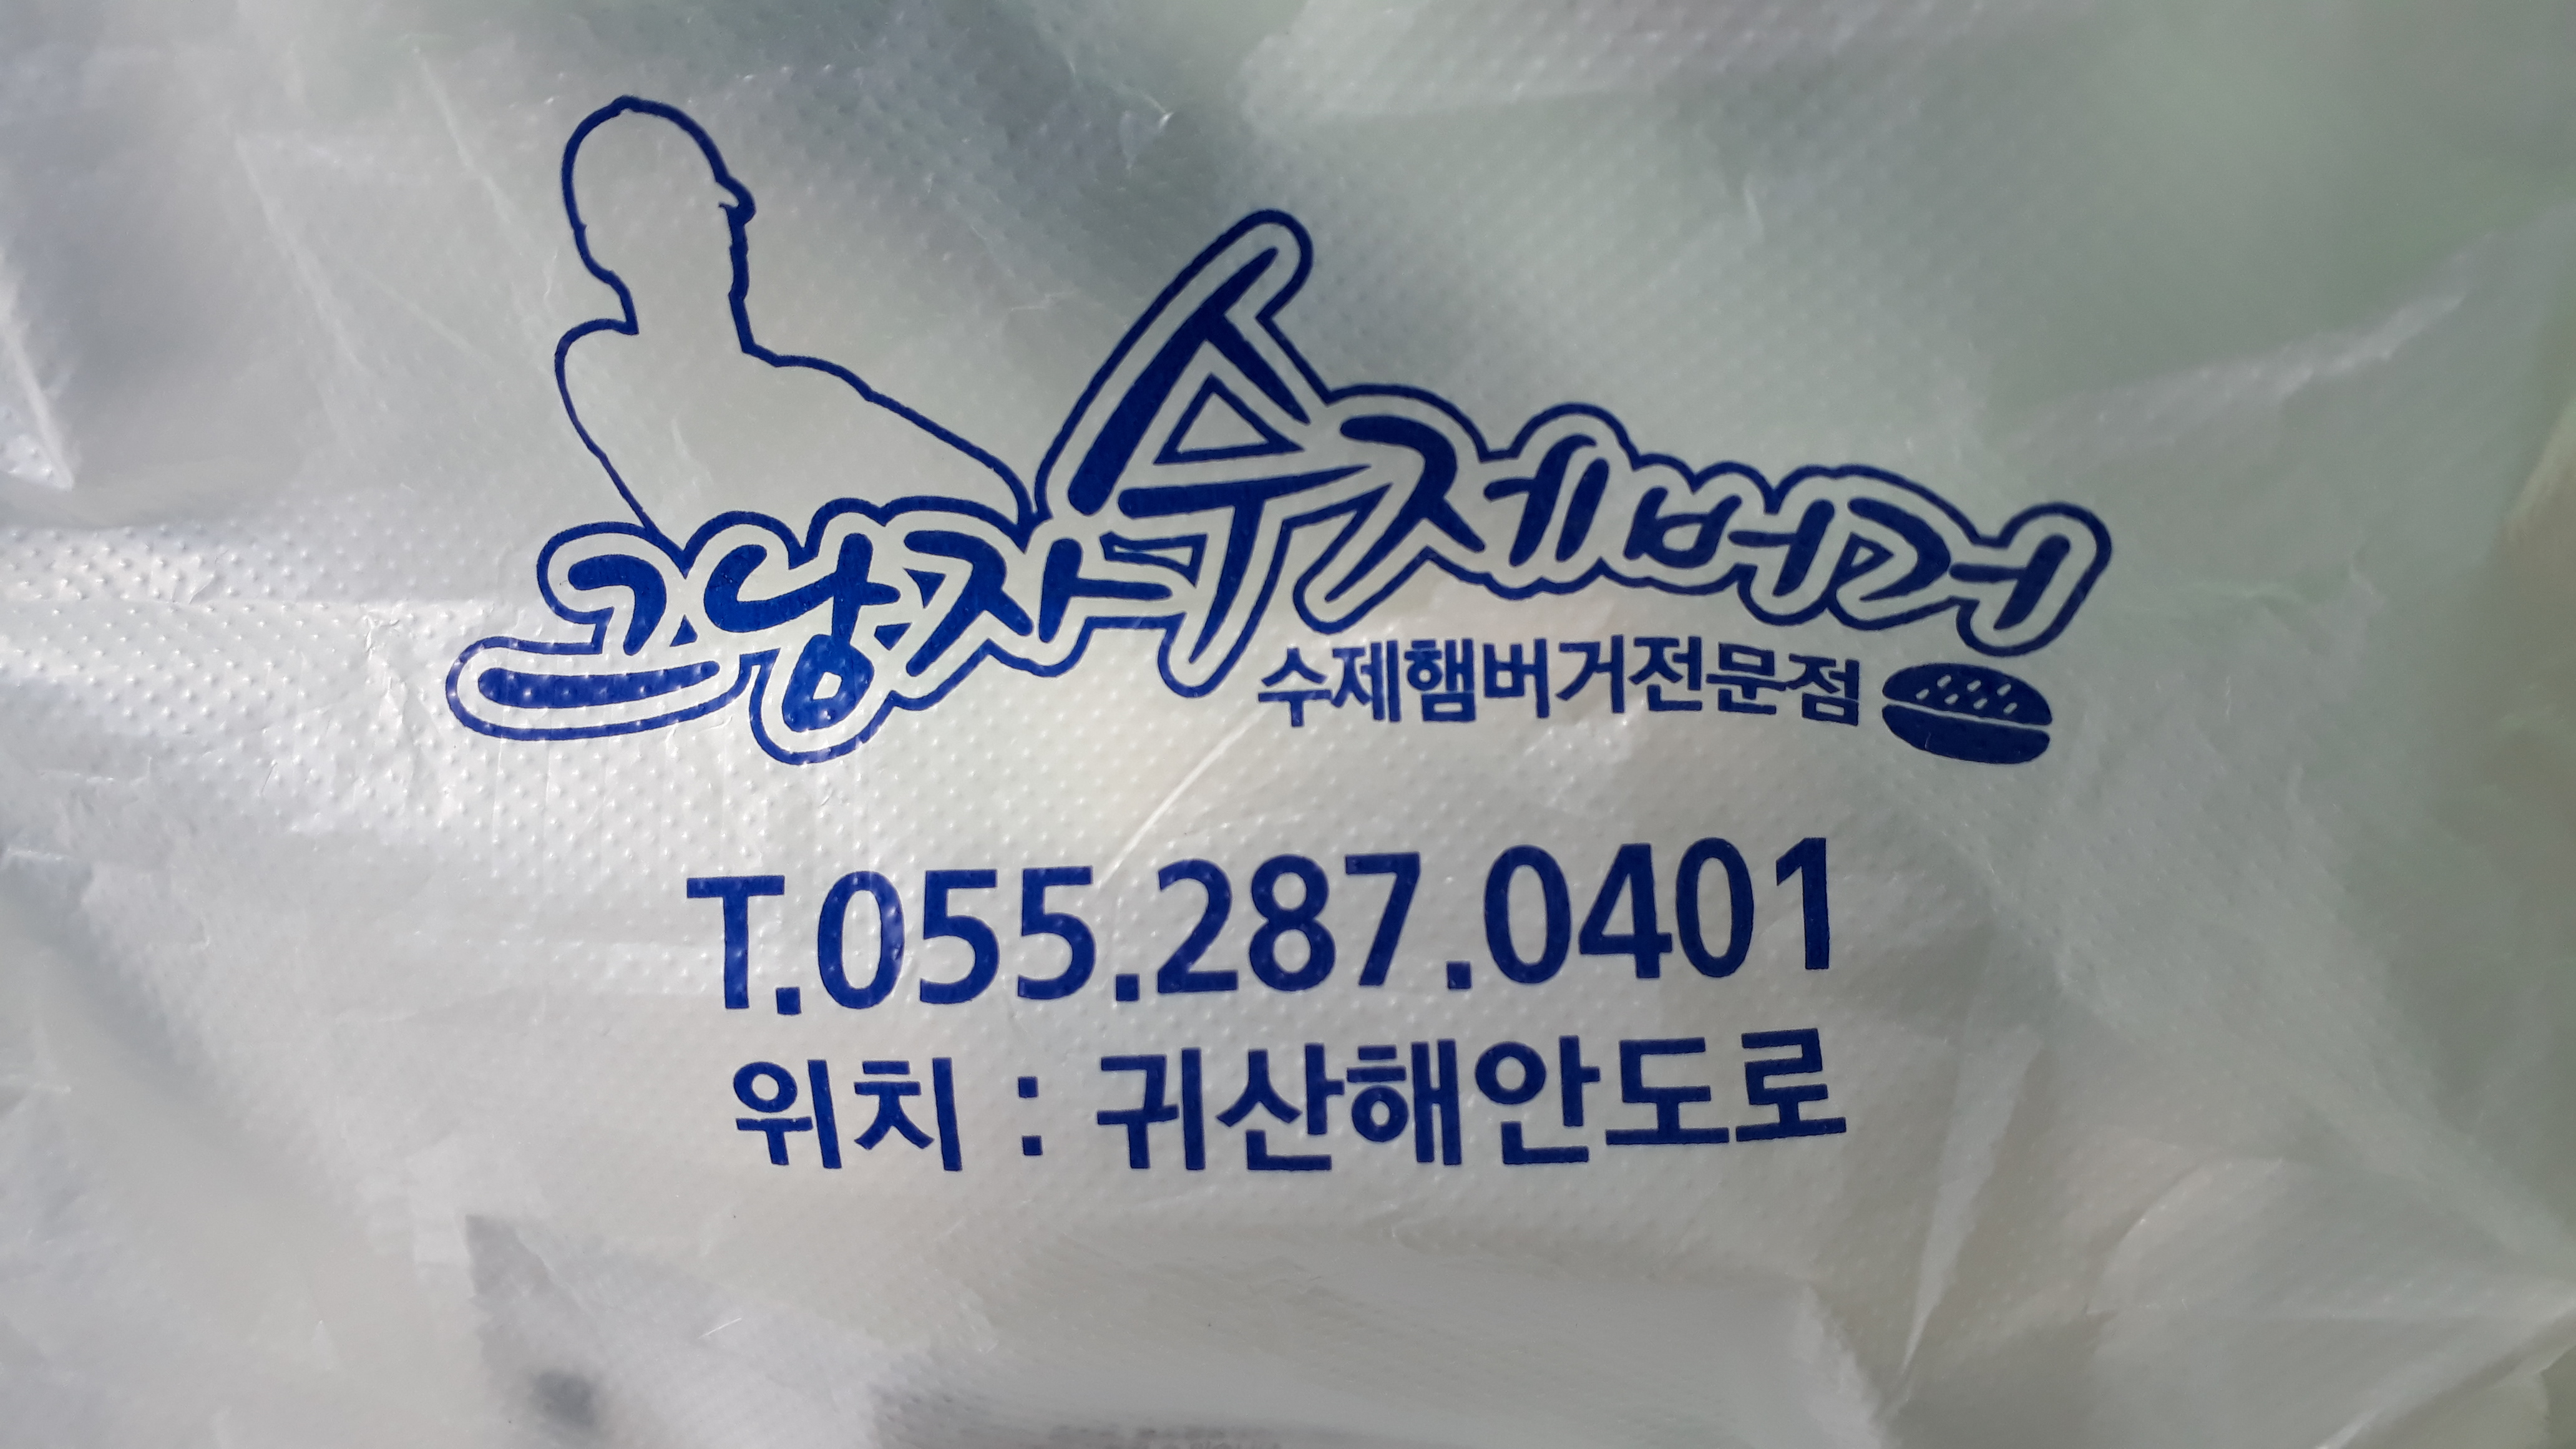 그남자수제버거
수제햄버거전문점
T.055.287.0401
위치 : 귀산해안도로